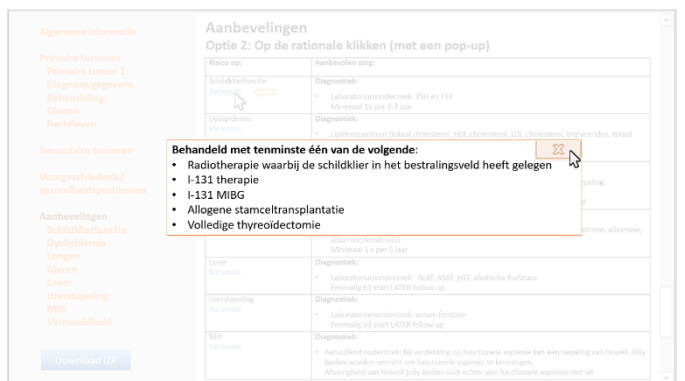 Algemene informatie
Primaire tumoren
Primaire tumor 1
Diagnose gegevens
Behandeling
Chemo
Recidieven
Secundaire tumoren
Voorgeschiedenis/
gezondheidsproblemen
Aanbevelingen
Schildklierfunctie
Dyslipidemie
Longen
Nieren
Lever
IJzerstapeling
Milt
Vermoeidheid
Download IZP
Aanbevelingen
Optie 2: Op de rationale klikken (met een pop-up)
Risico op: Aanbevolen zorg:
Schildklierfunctie Diagnostiek:
Rationale
• Laboratoriumonderzoek: TSH en FT4
Minimaal 1x per 2-3 jaar
Dyslipidemie Diagnostiek:
Rationale
• Lipidenspectrum (totaal cholesterol, HDL-cholesterol, LDL-cholesterol, triglycerides, totaal
Behandeld met tenminste één van de volgende:
• Radiotherapie waarbij de schildklier in het bestralingsveld heeft gelegen
• I-131 therapie
• I-131 MIBG
• Allogene stamceltransplantatie
• Volledige thyreoïdectomie
albumine/kreat ratio
Minimaal 1 x per 5 jaar
Lever Diagnostiek:
Rationale
• Laboratoriumonderzoek: ALAT, ASAT, gGT, alkalische fosfatase
Eenmalig bij start LATER follow up
IJzerstapeling Diagnostiek:
Rationale
• Laboratoriumonderzoek: serum ferritine
Eenmalig bij start LATER follow up
Milt Diagnostiek:
Rationale
• Aanvullend onderzoek: Bij verdenking op functionele asplenie kan een bepaling van Howell Jolly
bodies worden verricht om functionele asplenie te bevestigen.
Afwezigheid van Howell Jolly bodies sluit echter een functionele asplenie niet uit